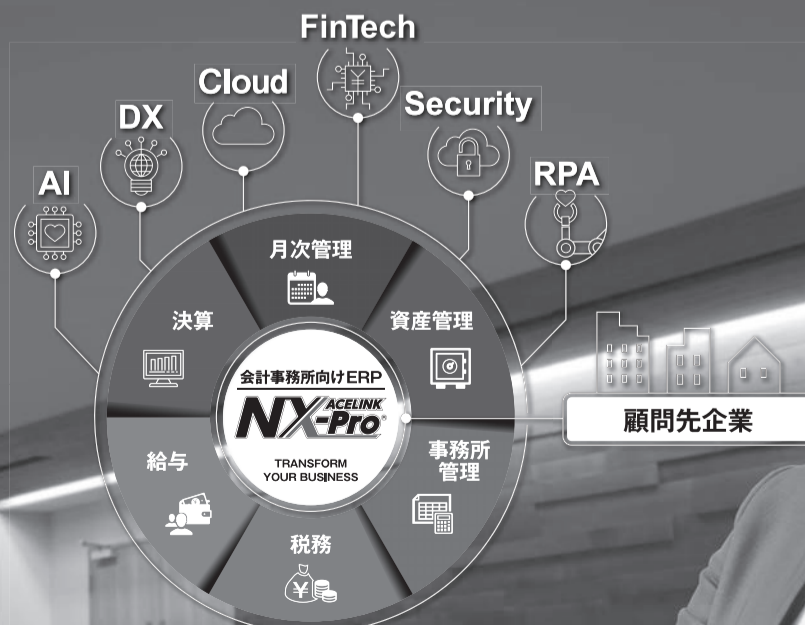 FinTech
Cloud
Security
DX
RPA
AI
月次管理
決算
資産管理
会計事務所向けERP
ACELINK
NX-Pro®
TRANSFORM
YOUR BUSINESS
顧問先企業
給与
事務所
管理
税務